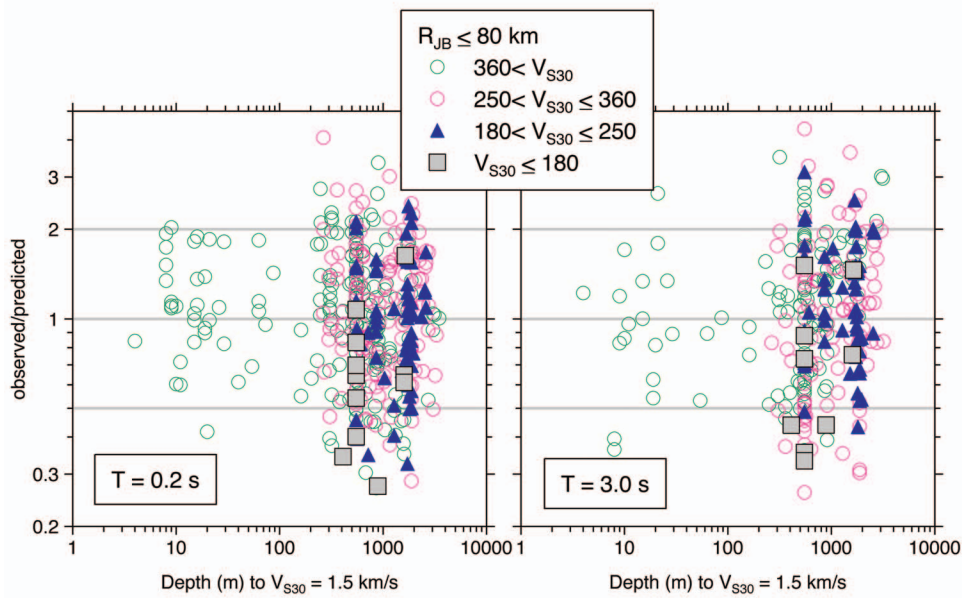 R_JB ≤ 80 km
360< V_S30
250< V_S30 ≤ 360
180< V_S30 ≤ 250
V_S30 ≤ 180
observed/predicted
3
2
1
0.3
0.2
T = 0.2 s
T = 3.0 s
1 10 100 1000 10000
1 10 100 1000 10000
Depth (m) to V_S30 = 1.5 km/s
Depth (m) to V_S30 = 1.5 km/s